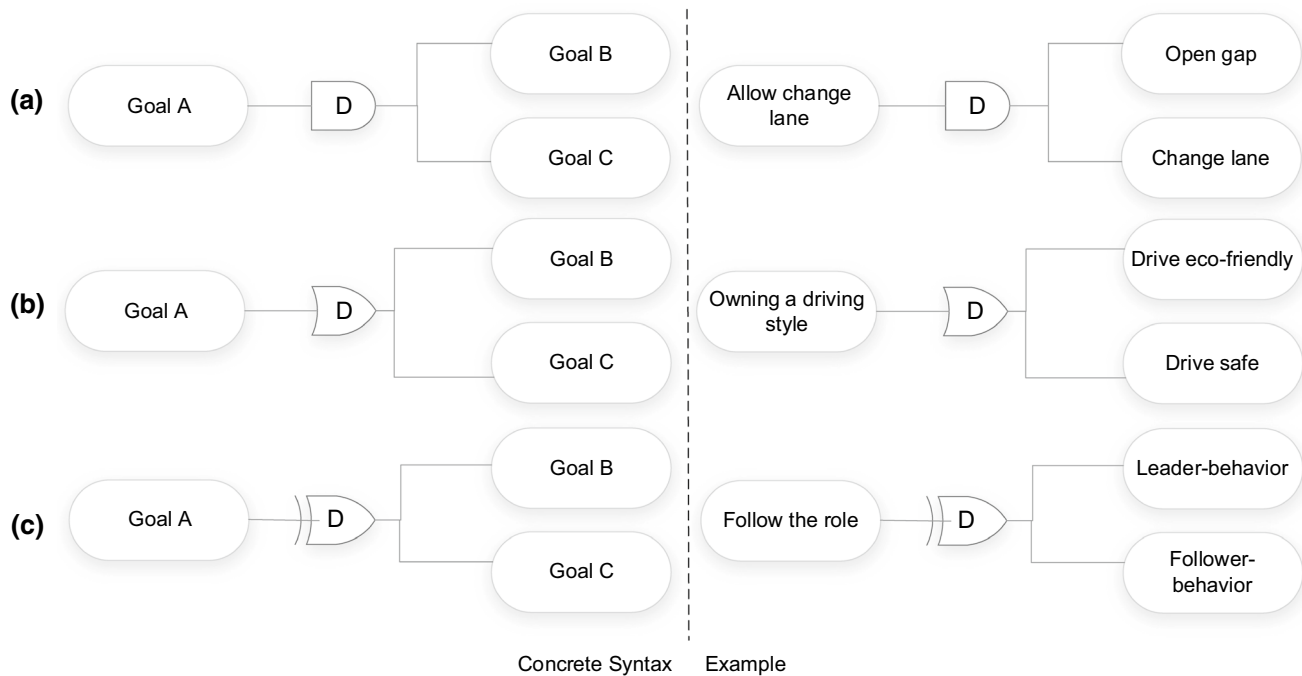 (a)
Goal A
D
Goal B
Goal C
Allow change
lane
D
Open gap
Change lane
(b)
Goal A
D
Goal B
Goal C
Owning a driving
style
D
Drive eco-friendly
Drive safe
(c)
Goal A
D
Goal B
Goal C
Follow the role
D
Leader-behavior
Follower-
behavior
Concrete Syntax
Example